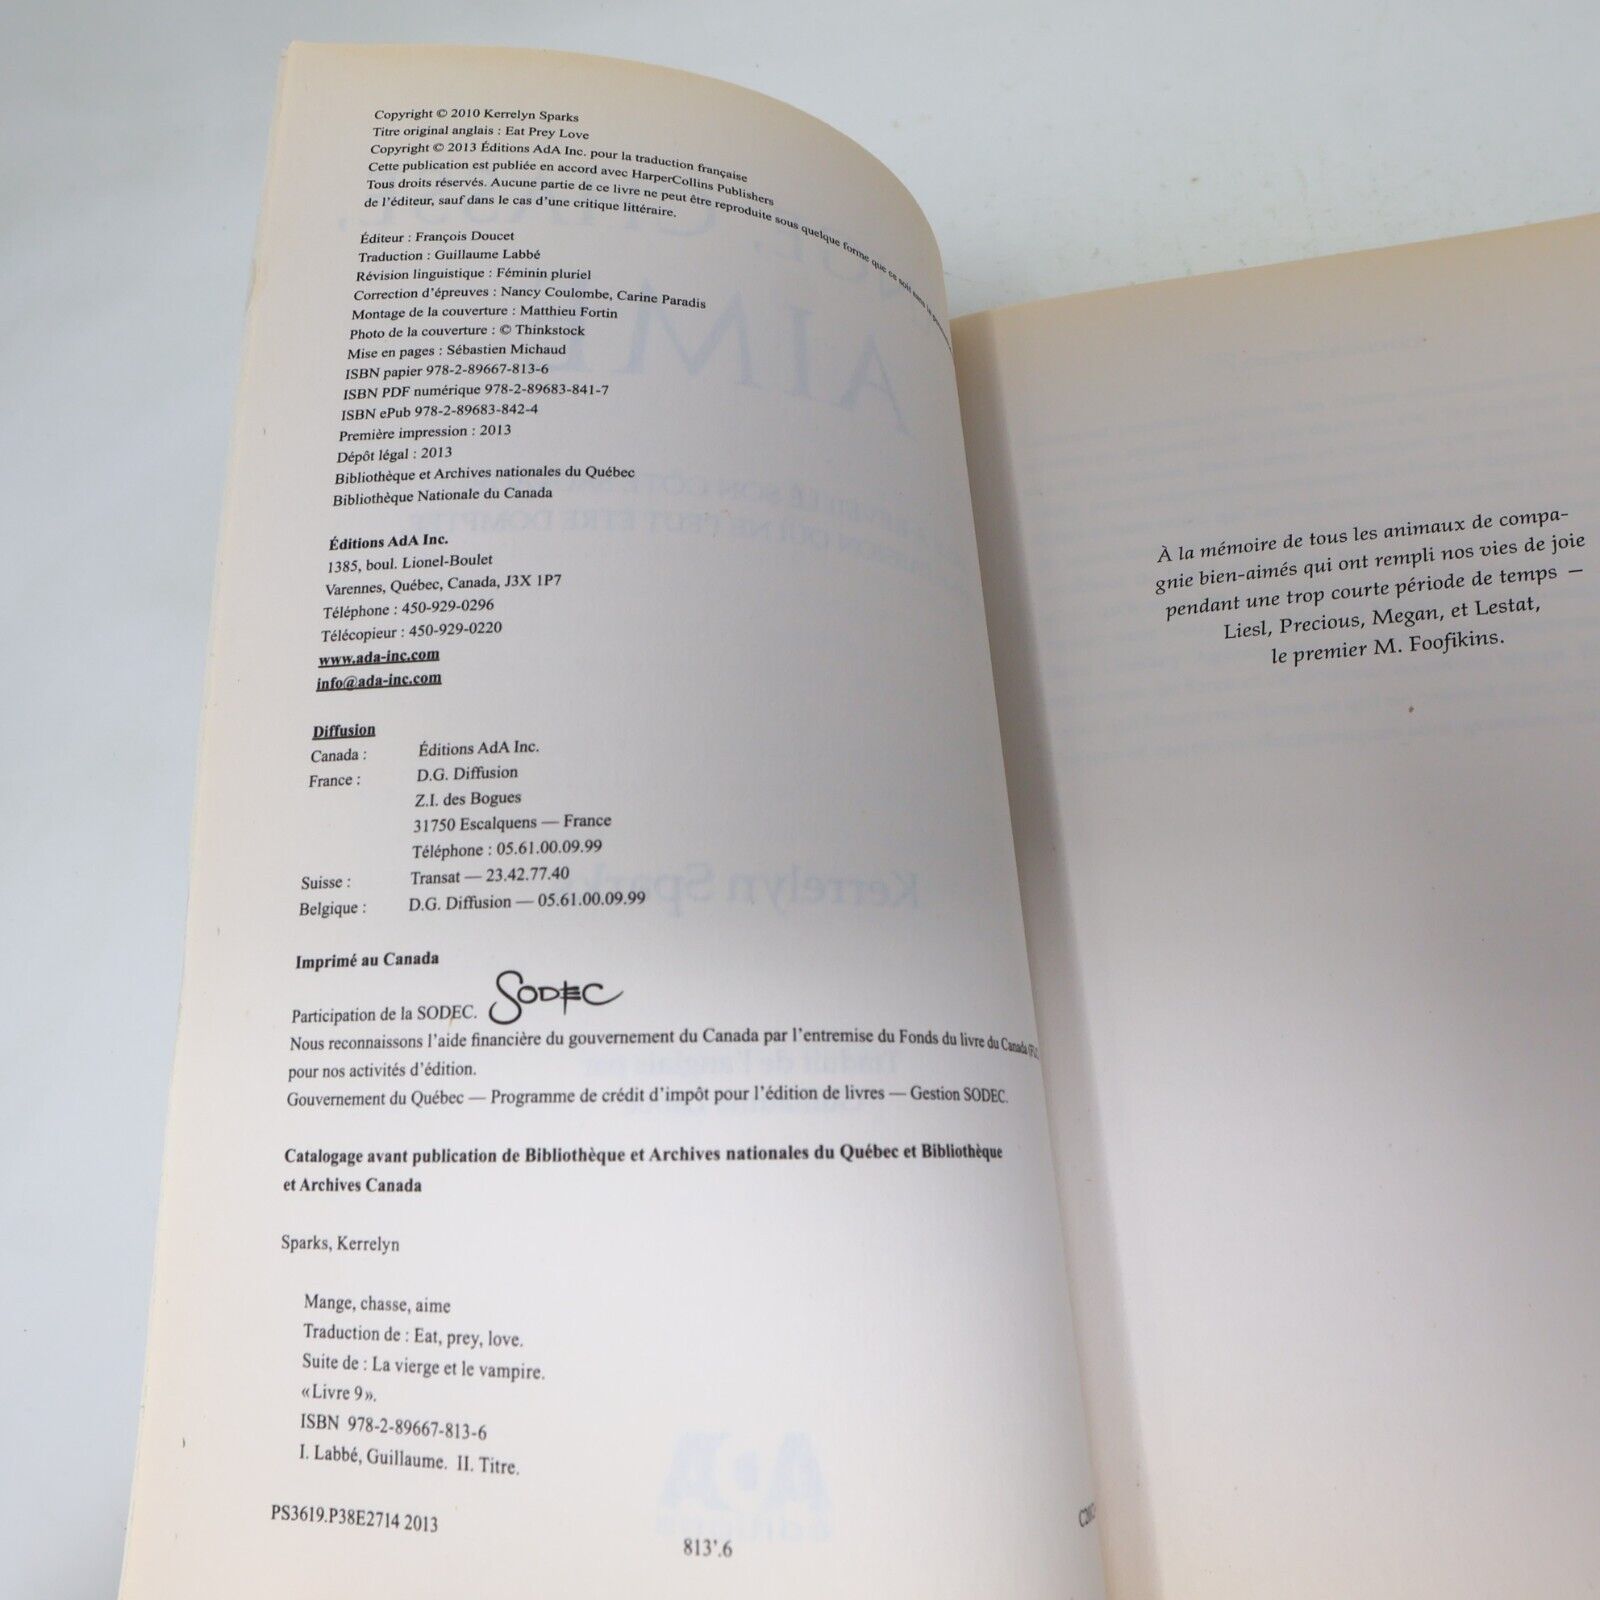 Copyright © 2010 Kerrelyn Sparks
Titre original anglais : Eat Prey Love
Copyright © 2013 Éditions AdA Inc. pour la traduction française
Cette publication est publiée en accord avec HarperCollins Publishers
Tous droits réservés. Aucune partie de ce livre ne peut être reproduite sous quelque forme que ce soit sans la
de l'éditeur, sauf dans le cas d'une critique littéraire.
Éditeur : François Doucet
Traduction : Guillaume Labbé
Révision linguistique : Féminin pluriel
Correction d'épreuves : Nancy Coulombe, Carine Paradis
Montage de la couverture : Matthieu Fortin
Photo de la couverture : © Thinkstock
Mise en pages : Sébastien Michaud
ISBN papier 978-2-89667-813-6
ISBN PDF numérique 978-2-89683-841-7
ISBN ePub 978-2-89683-842-4
Première impression : 2013
Dépôt légal : 2013
Bibliothèque et Archives nationales du Québec
Bibliothèque Nationale du Canada
Éditions AdA Inc.
1385, boul. Lionel-Boulet
Varennes, Québec, Canada, J3X 1P7
Téléphone : 450-929-0296
Télécopieur : 450-929-0220
www.ada-inc.com
info@ada-inc.com
Diffusion
Canada : Éditions AdA Inc.
France : D.G. Diffusion
Z.I. des Bogues
31750 Escalquens — France
Téléphone : 05.61.00.09.99
Suisse : Transat — 23.42.77.40
Belgique : D.G. Diffusion — 05.61.00.09.99
Imprimé au Canada
Participation de la SODEC. SODEC
Nous reconnaissons l'aide financière du gouvernement du Canada par l'entremise du Fonds du livre du Canada
pour nos activités d'édition.
Gouvernement du Québec — Programme de crédit d'impôt pour l'édition de livres — Gestion SODEC.
Catalogage avant publication de Bibliothèque et Archives nationales du Québec et Bibliothèque
et Archives Canada
Sparks, Kerrelyn
Mange, chasse, aime
Traduction de : Eat, prey, love.
Suite de : La vierge et le vampire.
«Livre 9».
ISBN 978-2-89667-813-6
I. Labbé, Guillaume. II. Titre.
PS3619.P38E2714 2013
813'.6
À la mémoire de tous les animaux de compa-
gnie bien-aimés qui ont rempli nos vies de joie
pendant une trop courte période de temps —
Liesl, Precious, Megan, et Lestat,
le premier M. Foofikins.